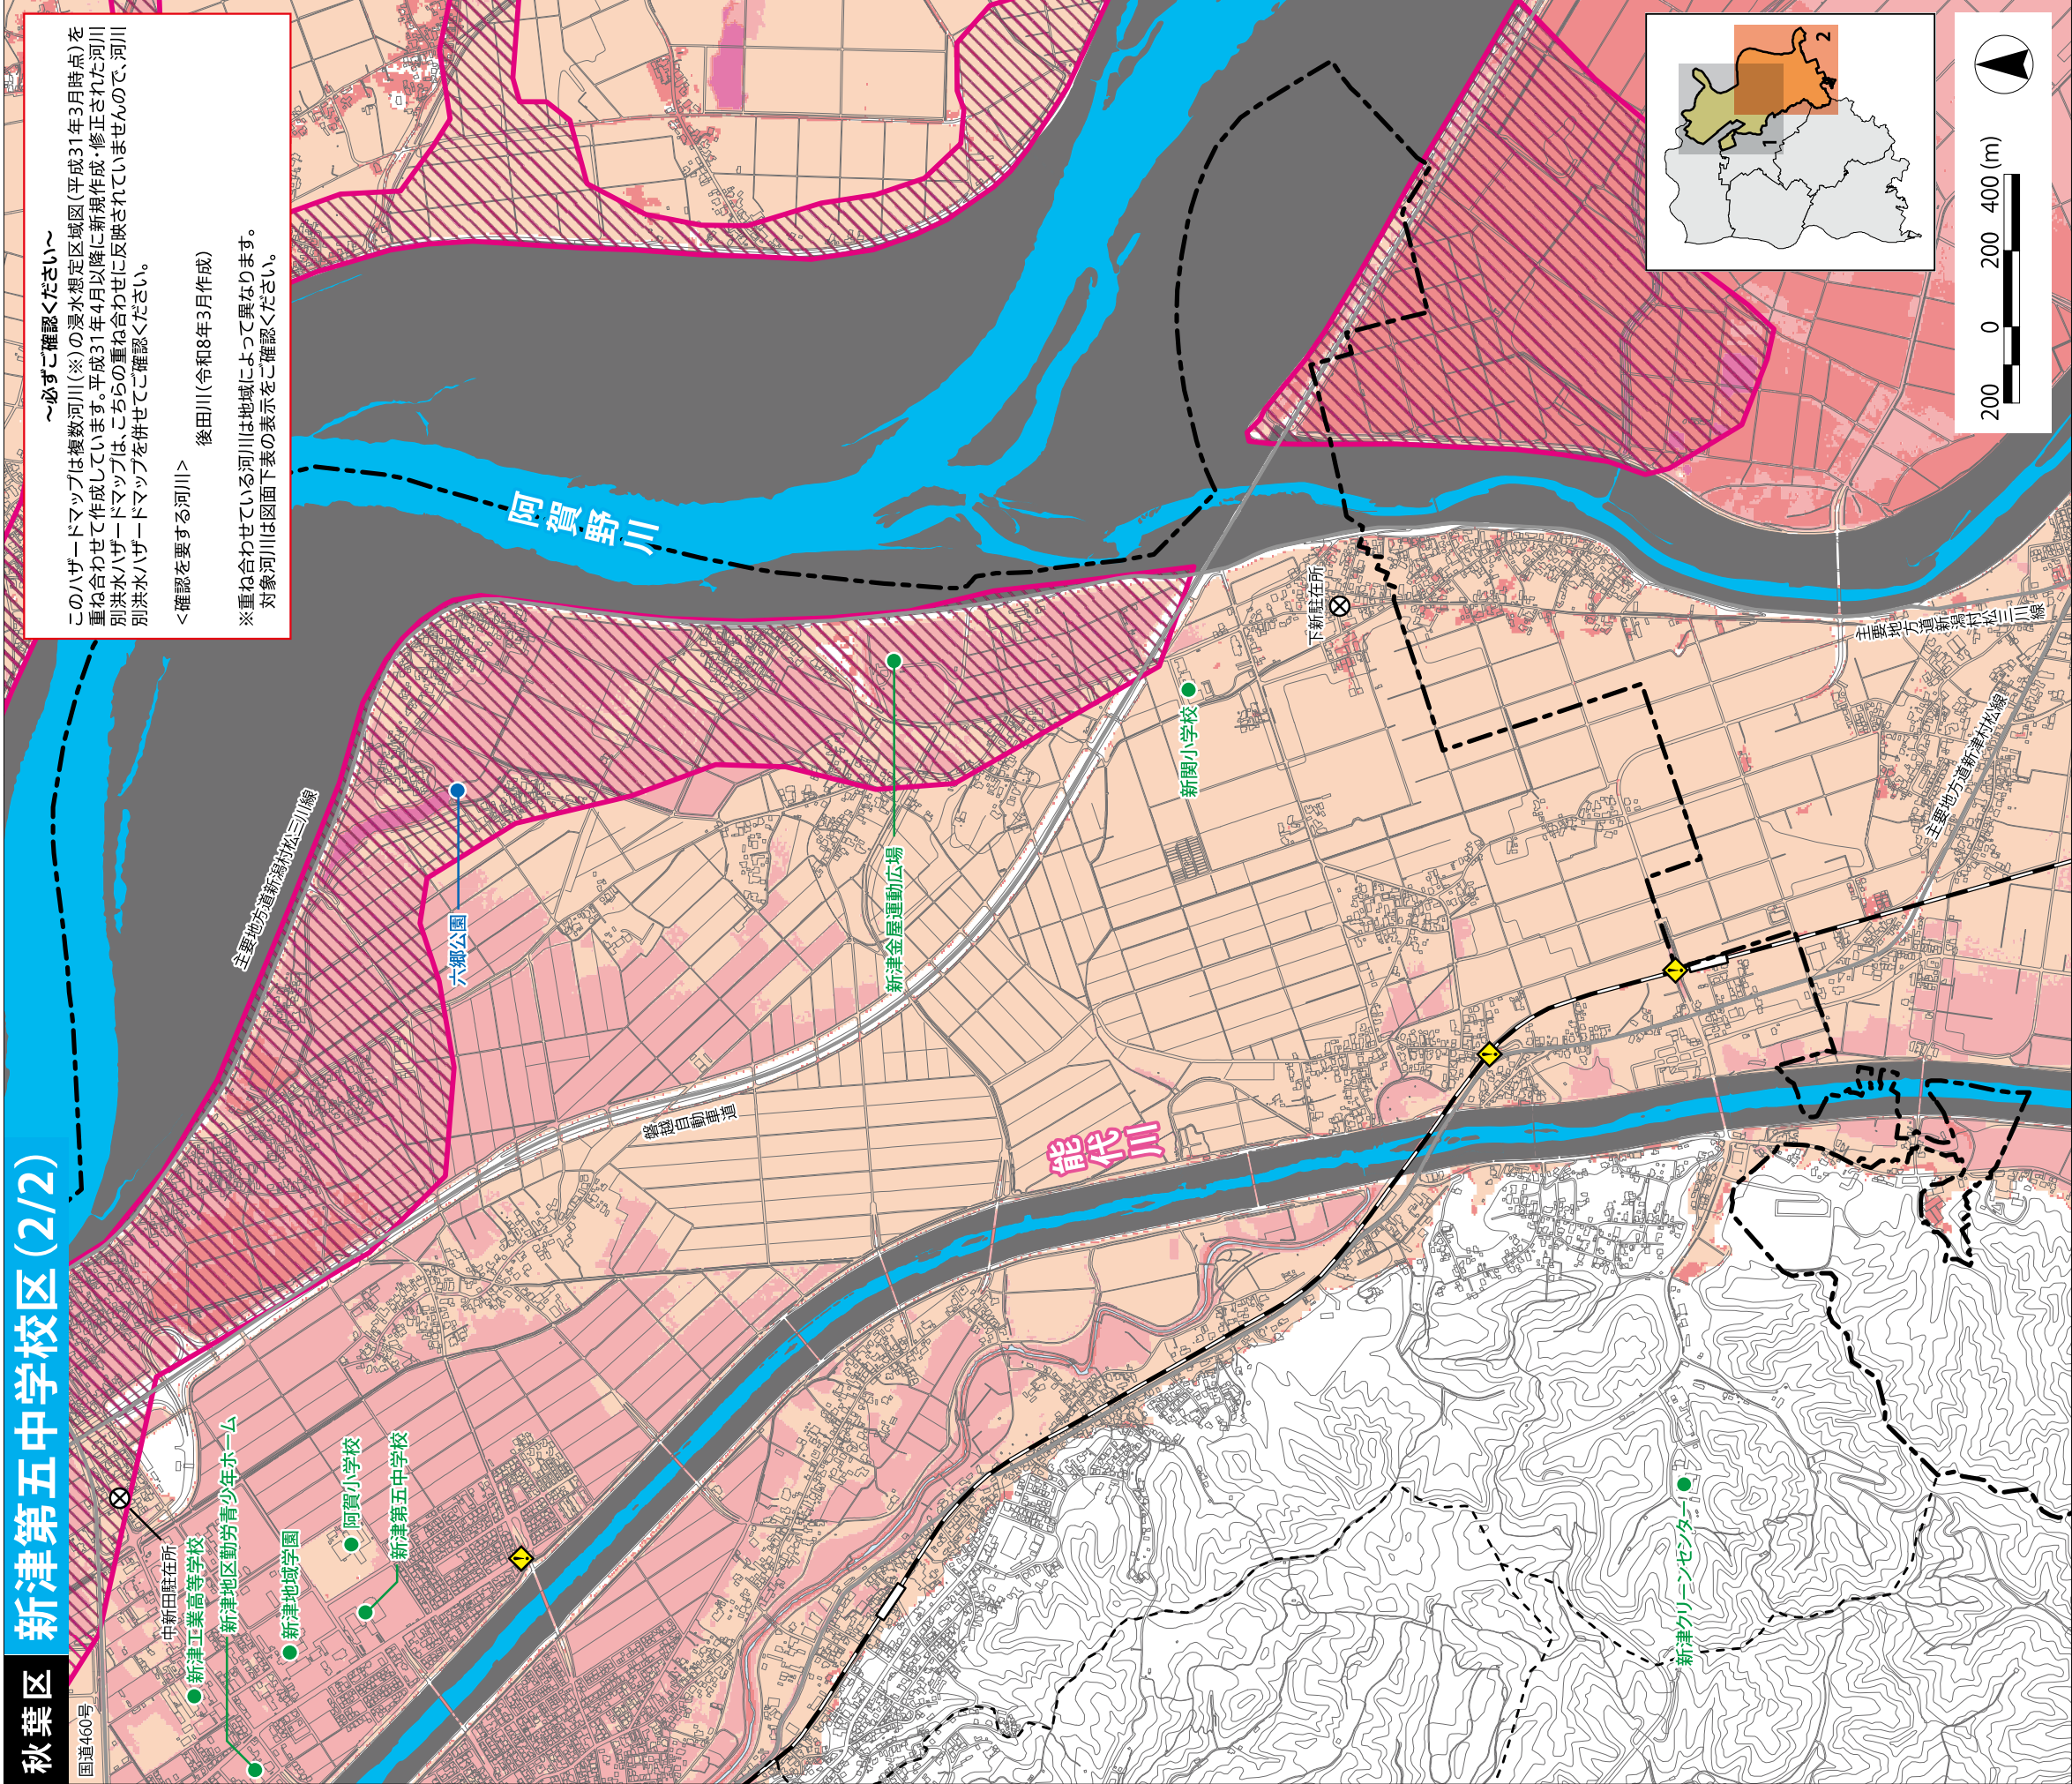 秋葉区
新津第五中学校区(2/2)
～必ずご確認ください～
このハザードマップは複数河川(※)の浸水想定区域図(平成31年3月時点)を
重ね合わせて作成しています。平成31年4月以降に新規作成・修正された河川
別洪水ハザードマップは、こちらの重ね合わせに反映されていませんので、河川
別洪水ハザードマップを併せてご確認ください。
<確認を要する河川>
後田川(令和8年3月作成)
※重ね合わせている河川は地域によって異なります。
対象河川は図面下表の表示をご確認ください。
国道460号
中新田駐在所
新津工業高等学校
新津地区勤労青少年ホーム
新津地域学園
阿賀小学校
新津第五中学校
主要地方道新潟村松三川線
六郷公園
阿賀野川
磐越自動車道
新津金屋運動広場
能代川
新関小学校
下新駐在所
新津クリーンセンター
主要地方道新潟村松三川線
主要地方道新津村松線
1
2
200 0 200 400 (m)